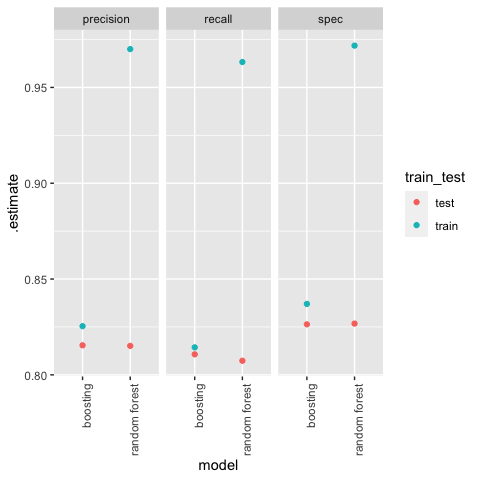 precision recall spec
.estimate
0.95
0.90
0.85
0.80
boosting
random forest
boosting
random forest
boosting
random forest
model
train_test
test
train